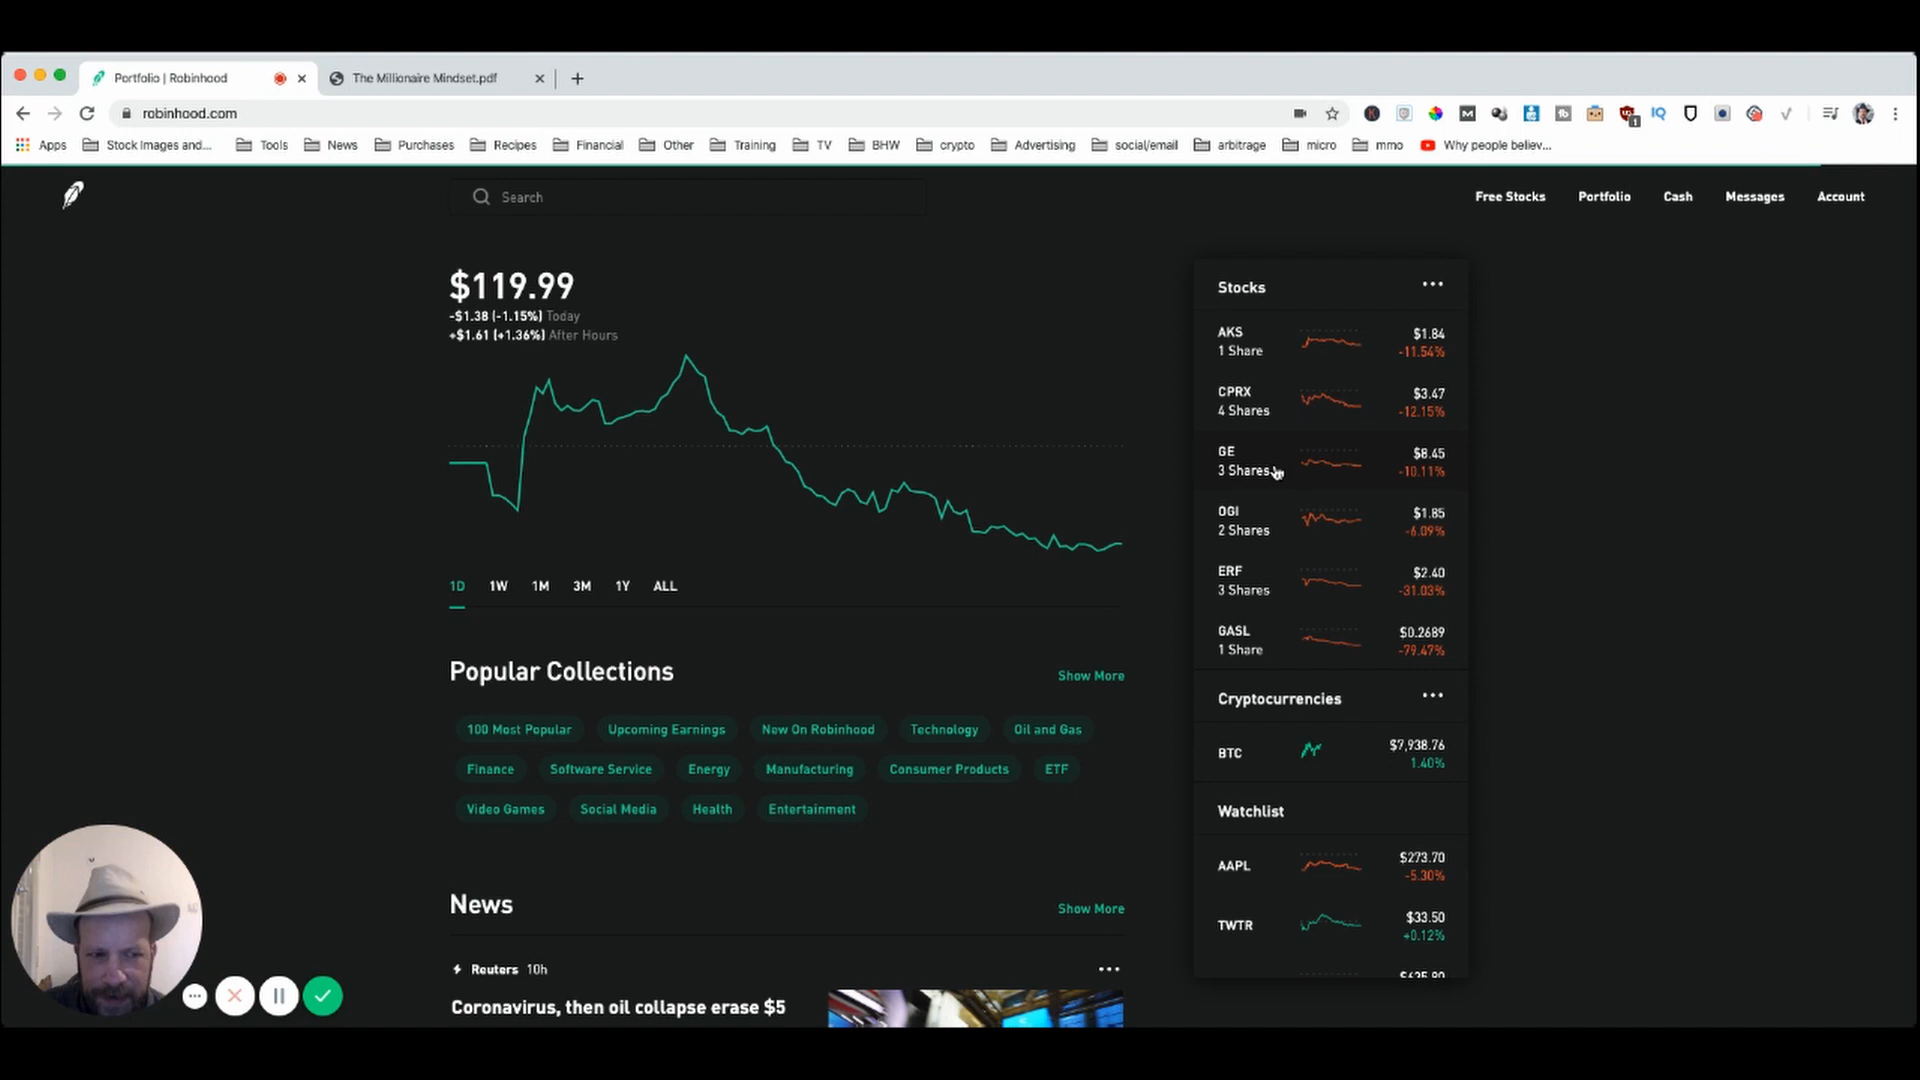 Portfolio | Robinhood
The Millionaire Mindset.pdf
robinhood.com
Apps
Stock Images and...
Tools
News
Purchases
Recipes
Financial
Other
Training
TV
BHW
crypto
Advertising
social/email
arbitrage
micro
mmo
Why people believ...
Search
Free Stocks
Portfolio
Cash
Messages
Account
$119.99
-$1.38 (-1.15%) Today
+$1.61 (+1.36%) After Hours
1D 1W 1M 3M 1Y ALL
Popular Collections
Show More
100 Most Popular
Upcoming Earnings
New On Robinhood
Technology
Oil and Gas
Finance
Software Service
Energy
Manufacturing
Consumer Products
ETF
Video Games
Social Media
Health
Entertainment
News
Show More
Reuters 10h
Coronavirus, then oil collapse erase $5
Stocks
AKS
1 Share
$1.84
-11.54%
CPRX
4 Shares
$3.47
-12.15%
GE
3 Shares
$8.45
-10.11%
OGI
2 Shares
$1.85
-6.09%
ERF
3 Shares
$2.40
-31.03%
GASL
1 Share
$0.2689
-79.47%
Cryptocurrencies
BTC
$7,938.76
1.40%
Watchlist
AAPL
$273.70
-5.30%
TWTR
$33.50
+0.12%